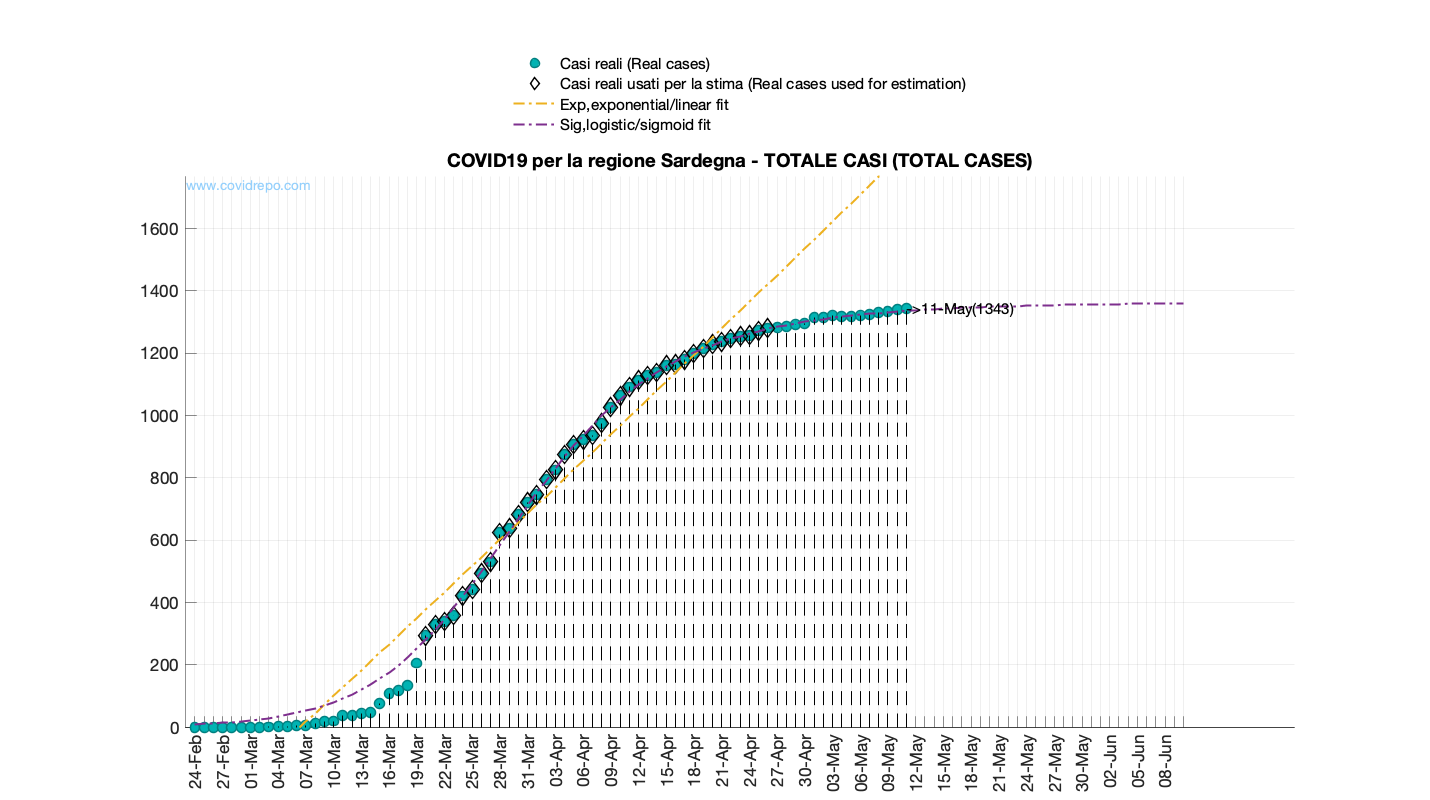 Casi reali (Real cases)
Casi reali usati per la stima (Real cases used for estimation)
Exp,exponential/linear fit
Sig,logistic/sigmoid fit
COVID19 per la regione Sardegna - TOTALE CASI (TOTAL CASES)
www.covidrepo.com
1600
1400
>11-May(1343)
1200
1000
800
600
400
200
0
24-Feb
27-Feb
01-Mar
04-Mar
07-Mar
10-Mar
13-Mar
16-Mar
19-Mar
22-Mar
25-Mar
28-Mar
31-Mar
03-Apr
06-Apr
09-Apr
12-Apr
15-Apr
18-Apr
21-Apr
24-Apr
27-Apr
30-Apr
03-May
06-May
09-May
12-May
15-May
18-May
21-May
24-May
27-May
30-May
02-Jun
05-Jun
08-Jun